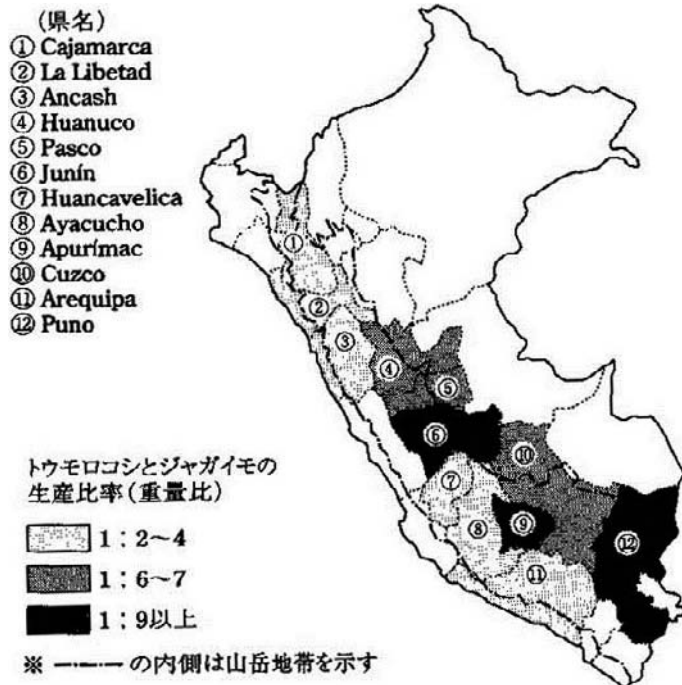 (県名)
① Cajamarca
② La Libetad
③ Ancash
④ Huanuco
⑤ Pasco
⑥ Junín
⑦ Huancavelica
⑧ Ayacucho
⑨ Apurímac
⑩ Cuzco
⑪ Arequipa
⑫ Puno
①
②
③
④
⑤
⑥
⑩
⑦
⑧
⑨
⑫
⑪
トウモロコシとジャガイモの
生産比率(重量比)
1：2〜4
1：6〜7
1：9以上
※ の内側は山岳地帯を示す